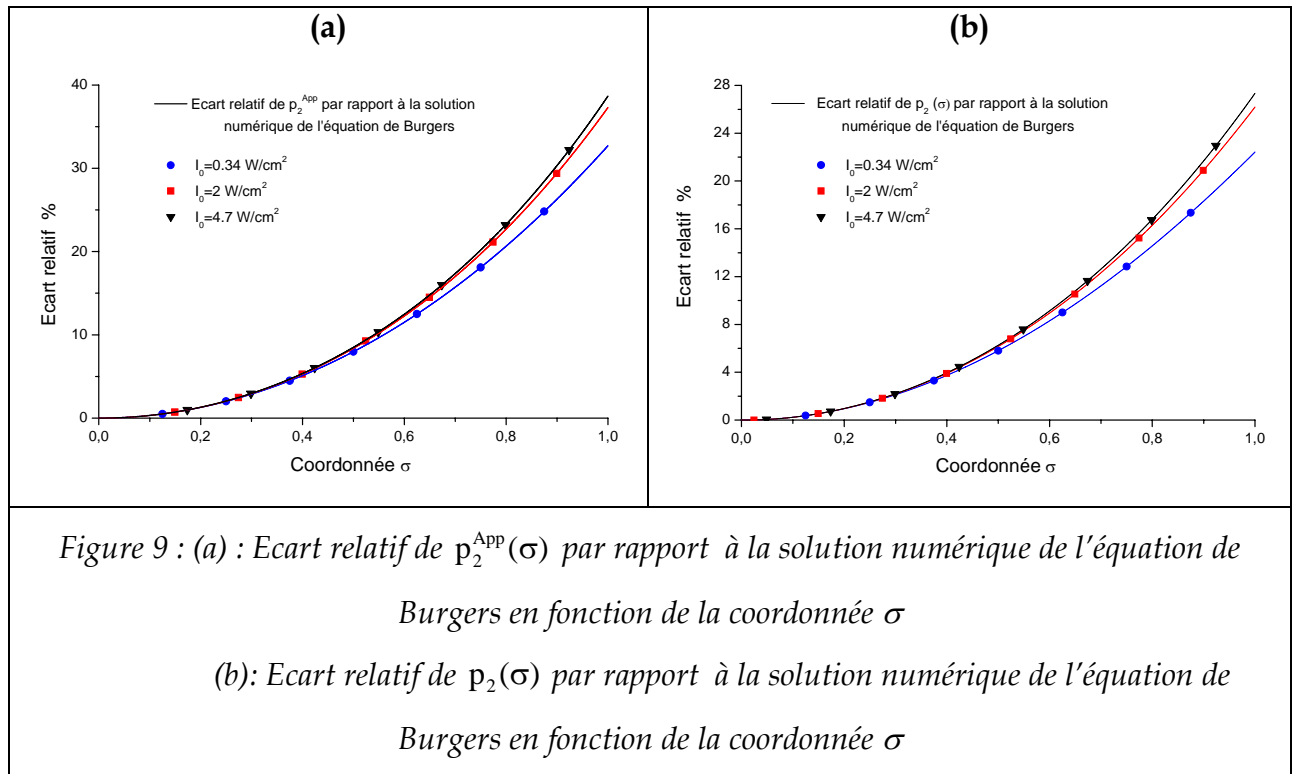 (a)
40
30
20
10
0
0,0 0,2 0,4 0,6 0,8 1,0
Ecart relatif %
Coordonnée σ
Ecart relatif de p₂^App par rapport à la solution
numérique de l'équation de Burgers
I₀=0.34 W/cm²
I₀=2 W/cm²
I₀=4.7 W/cm²
(b)
28
24
20
16
12
8
4
0
0,0 0,2 0,4 0,6 0,8 1,0
Ecart relatif %
Coordonnée σ
Ecart relatif de p₂ (σ) par rapport à la solution
numérique de l'équation de Burgers
I₀=0.34 W/cm²
I₀=2 W/cm²
I₀=4.7 W/cm²
Figure 9 : (a) : Ecart relatif de p₂^App(σ) par rapport à la solution numérique de l'équation de
Burgers en fonction de la coordonnée σ
(b): Ecart relatif de p₂(σ) par rapport à la solution numérique de l'équation de
Burgers en fonction de la coordonnée σ